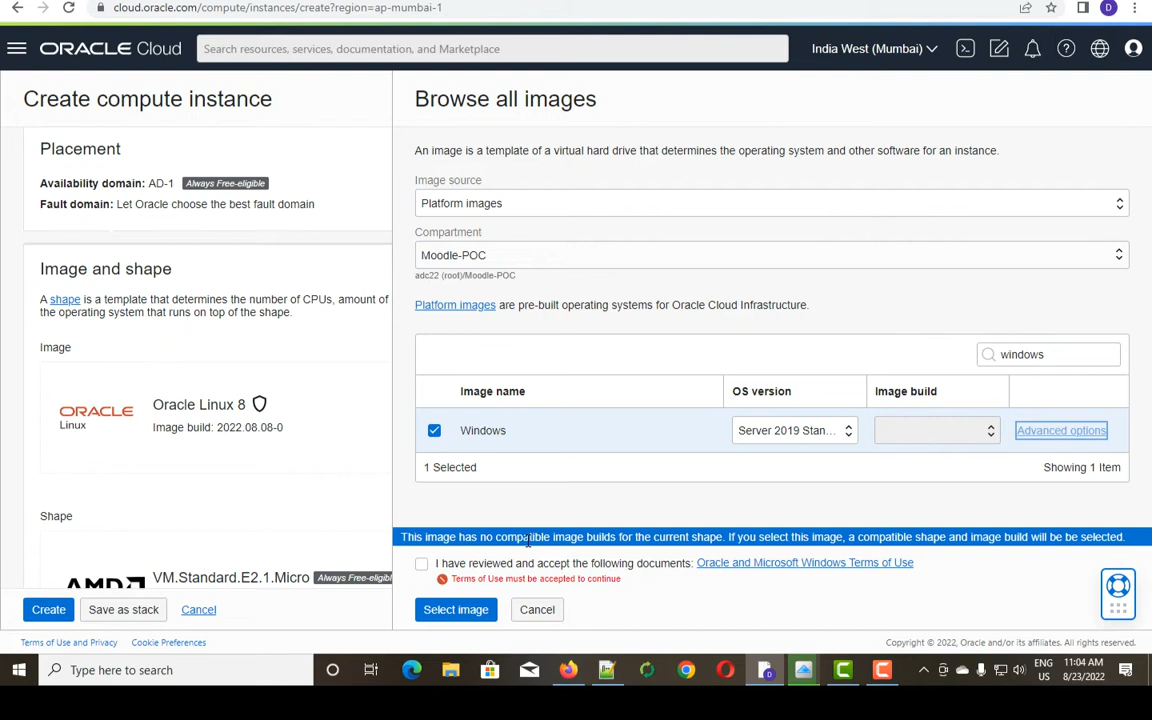 cloud.oracle.com/compute/instances/create?region=ap-mumbai-1
D
ORACLE Cloud
Search resources, services, documentation, and Marketplace
India West (Mumbai)
Create compute instance
Placement
Availability domain: AD-1 Always Free-eligible
Fault domain: Let Oracle choose the best fault domain
Image and shape
A shape is a template that determines the number of CPUs, amount of
the operating system that runs on top of the shape.
Image
ORACLE
Linux
Oracle Linux 8
Image build: 2022.08.08-0
Shape
AMD
VM.Standard.E2.1.Micro Always Free-eligibl
Create
Save as stack
Cancel
Browse all images
An image is a template of a virtual hard drive that determines the operating system and other software for an instance.
Image source
Platform images
Compartment
Moodle-POC
adc22 (root)/Moodle-POC
Platform images are pre-built operating systems for Oracle Cloud Infrastructure.
windows
Image name OS version Image build
Windows Server 2019 Stan... Advanced options
1 Selected Showing 1 Item
This image has no compatible image builds for the current shape. If you select this image, a compatible shape and image build will be be selected.
I have reviewed and accept the following documents: Oracle and Microsoft Windows Terms of Use
Terms of Use must be accepted to continue
Select image
Cancel
Terms of Use and Privacy Cookie Preferences
Copyright © 2022, Oracle and/or its affiliates. All rights reserved.
Type here to search
ENG
US
11:04 AM
8/23/2022